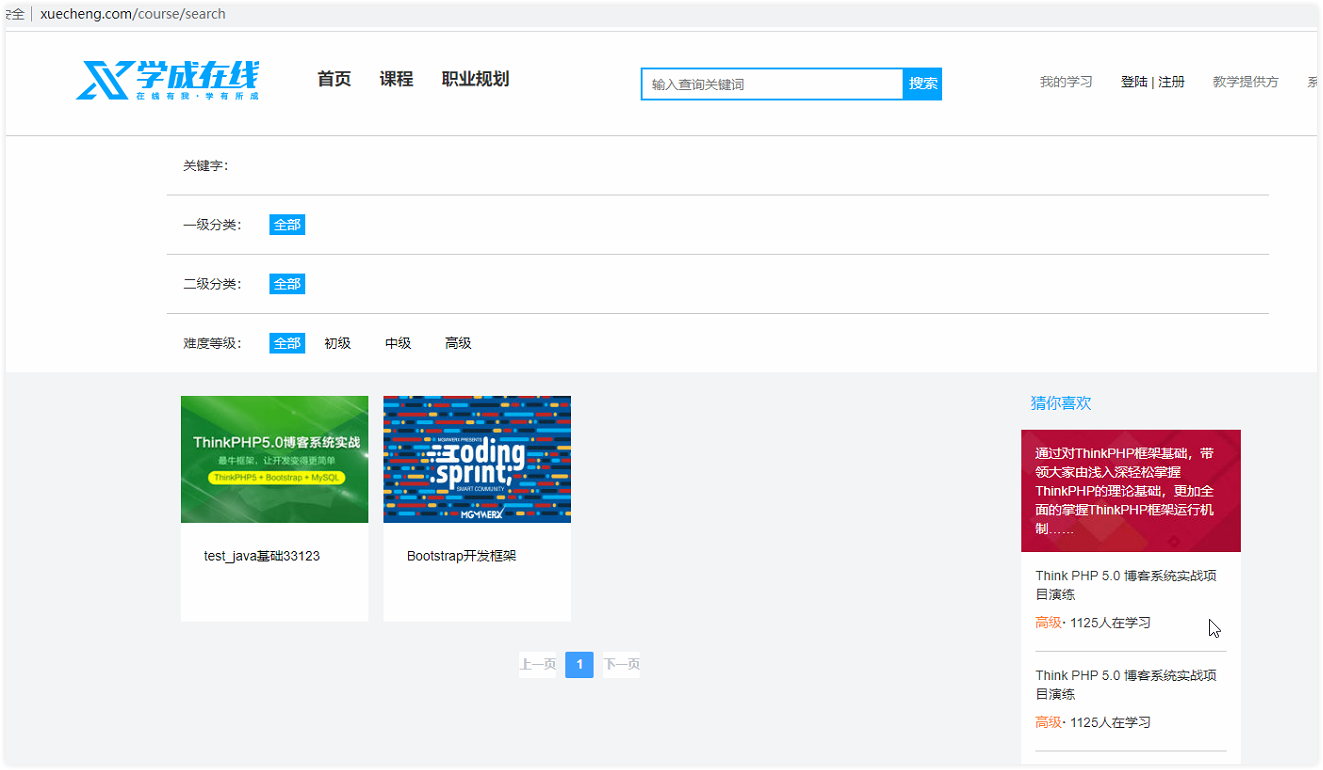 安全 | xuecheng.com/course/search
学成在线
在线有我·学有所成
首页 课程 职业规划
输入查询关键词 搜索
我的学习 登陆 | 注册 教学提供方
关键字：
一级分类： 全部
二级分类： 全部
难度等级： 全部 初级 中级 高级
ThinkPHP5.0博客系统实战
最牛框架、让开发变得更简单
ThinkPHP5 + Bootstrap + MySQL
test_java基础33123
MGMWERX PRESENTS
coding
sprint,
SMART COMMUNITY
MGMWERX
Bootstrap开发框架
上一页 1 下一页
猜你喜欢
通过对ThinkPHP框架基础，带
领大家由浅入深轻松掌握
ThinkPHP的理论基础，更加全
面的掌握ThinkPHP框架运行机
制……
Think PHP 5.0 博客系统实战项
目演练
高级· 1125人在学习
Think PHP 5.0 博客系统实战项
目演练
高级· 1125人在学习